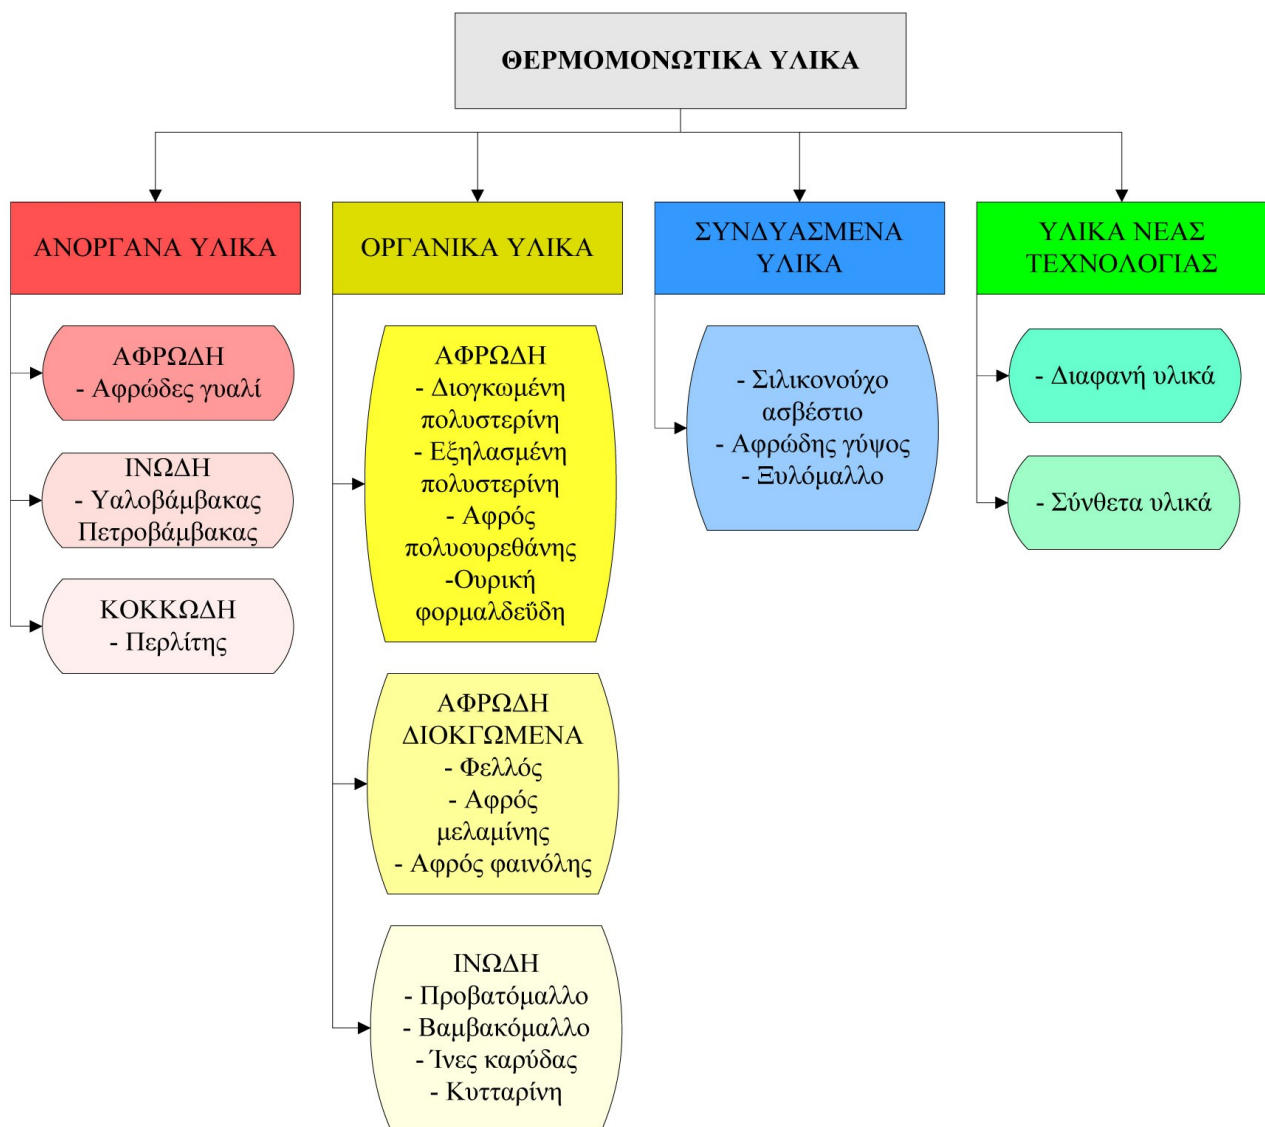 ΘΕΡΜΟΜΟΝΩΤΙΚΑ ΥΛΙΚΑ
ΑΝΟΡΓΑΝΑ ΥΛΙΚΑ
ΑΦΡΩΔΗ
- Αφρώδες γυαλί
ΙΝΩΔΗ
- Υαλοβάμβακας
Πετροβάμβακας
ΚΟΚΚΩΔΗ
- Περλίτης
ΟΡΓΑΝΙΚΑ ΥΛΙΚΑ
ΑΦΡΩΔΗ
- Διογκωμένη
πολυστερίνη
- Εξηλασμένη
πολυστερίνη
- Αφρός
πολυουρεθάνης
-Ουρική
φορμαλδεΰδη
ΑΦΡΩΔΗ
ΔΙΟΚΓΩΜΕΝΑ
- Φελλός
- Αφρός
μελαμίνης
- Αφρός φαινόλης
ΙΝΩΔΗ
- Προβατόμαλλο
- Βαμβακόμαλλο
- Ίνες καρύδας
- Κυτταρίνη
ΣΥΝΔΥΑΣΜΕΝΑ
ΥΛΙΚΑ
- Σιλικονούχο
ασβέστιο
- Αφρώδης γύψος
- Ξυλόμαλλο
ΥΛΙΚΑ ΝΕΑΣ
ΤΕΧΝΟΛΟΓΙΑΣ
- Διαφανή υλικά
- Σύνθετα υλικά